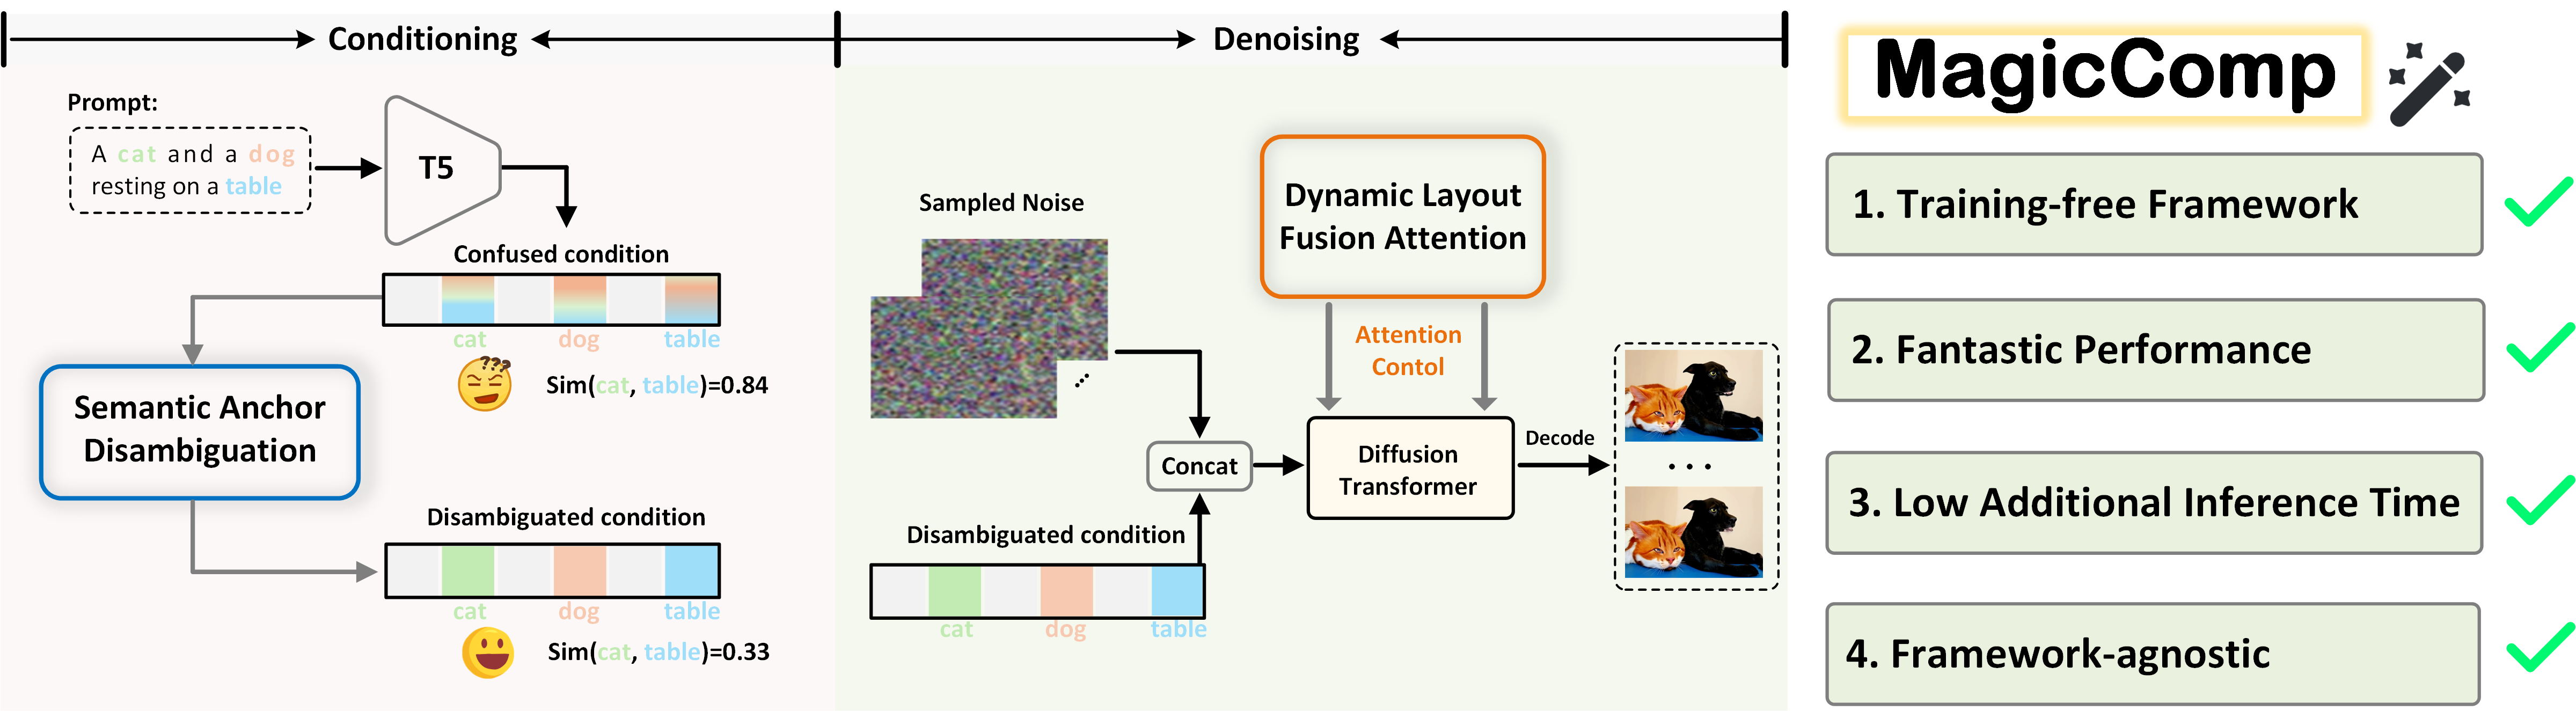 Conditioning
Prompt:
A cat and a dog
resting on a table
T5
Confused condition
cat dog table
???
Sim(cat, table)=0.84
Semantic Anchor
Disambiguation
Disambiguated condition
cat dog table
Sim(cat, table)=0.33
Denoising
Sampled Noise
Dynamic Layout
Fusion Attention
Attention
Contol
Concat
Diffusion
Transformer
Decode
Disambiguated condition
cat dog table
MagicComp
1. Training-free Framework
2. Fantastic Performance
3. Low Additional Inference Time
4. Framework-agnostic